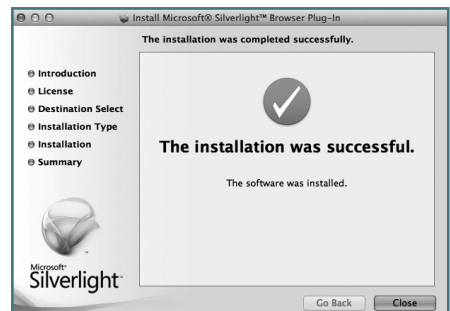 Install Microsoft® Silverlight™ Browser Plug-In
The installation was completed successfully.
Introduction
License
Destination Select
Installation Type
Installation
Summary
The installation was successful.
The software was installed.
Microsoft®
Silverlight™
Go Back
Close